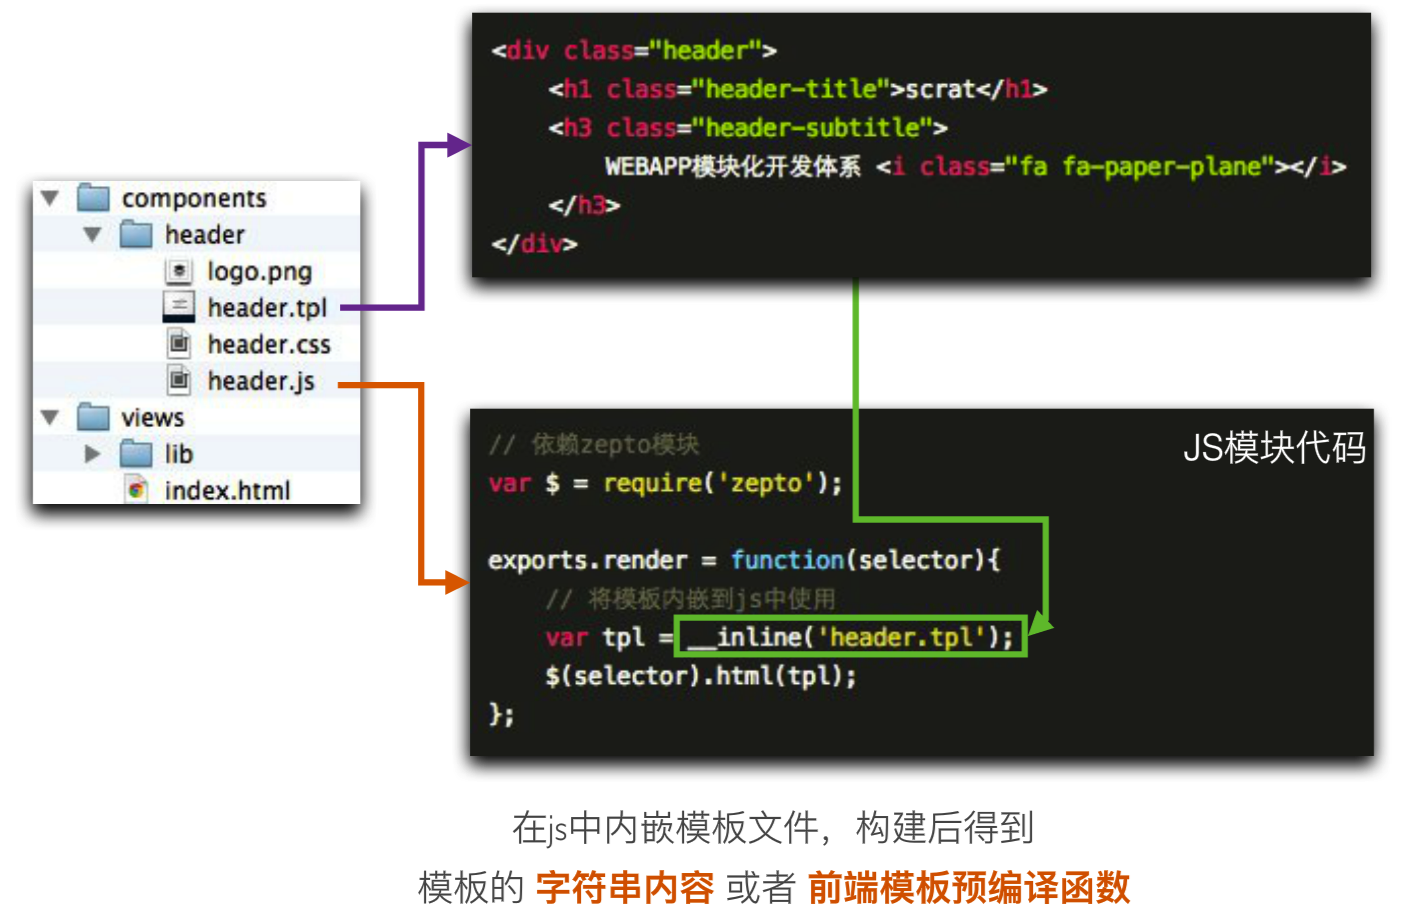 components
header
logo.png
header.tpl
header.css
header.js
views
lib
index.html
<div class="header">
<h1 class="header-title">scrat</h1>
<h3 class="header-subtitle">
WEBAPP模块化开发体系 <i class="fa fa-paper-plane"></i>
</h3>
</div>
JS模块代码
// 依赖zepto模块
var $ = require('zepto');
exports.render = function(selector){
// 将模板内嵌到js中使用
var tpl = __inline('header.tpl');
$(selector).html(tpl);
};
在js中内嵌模板文件，构建后得到
模板的 字符串内容 或者 前端模板预编译函数